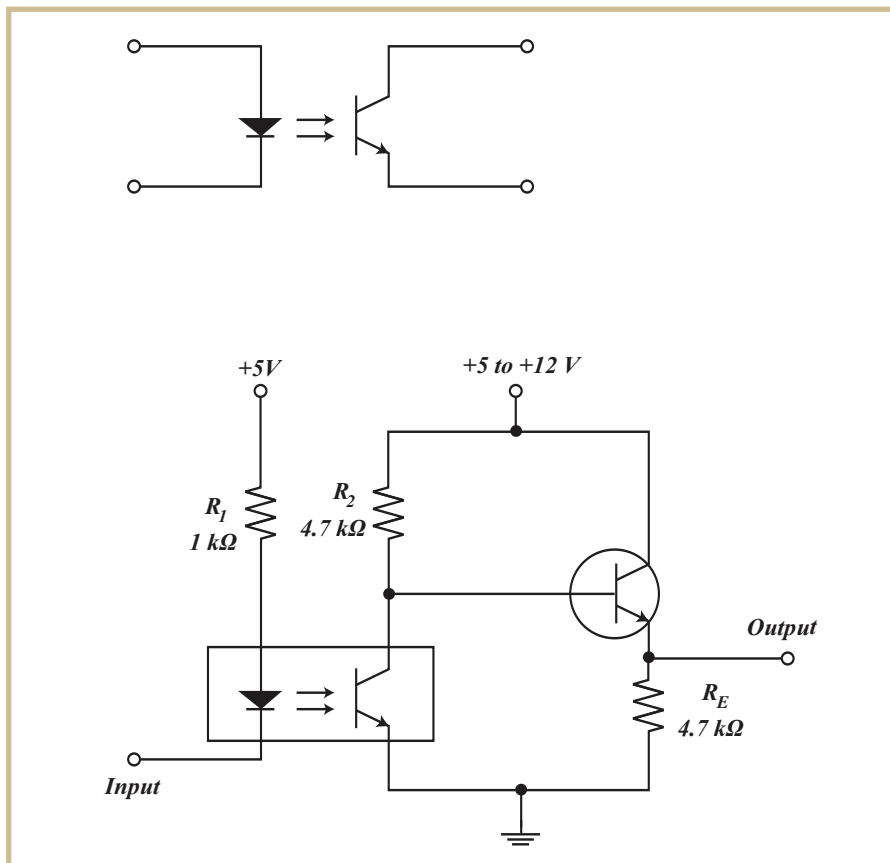 +5V
+5 to +12 V
R1
1 kΩ
R2
4.7 kΩ
Output
RE
4.7 kΩ
Input